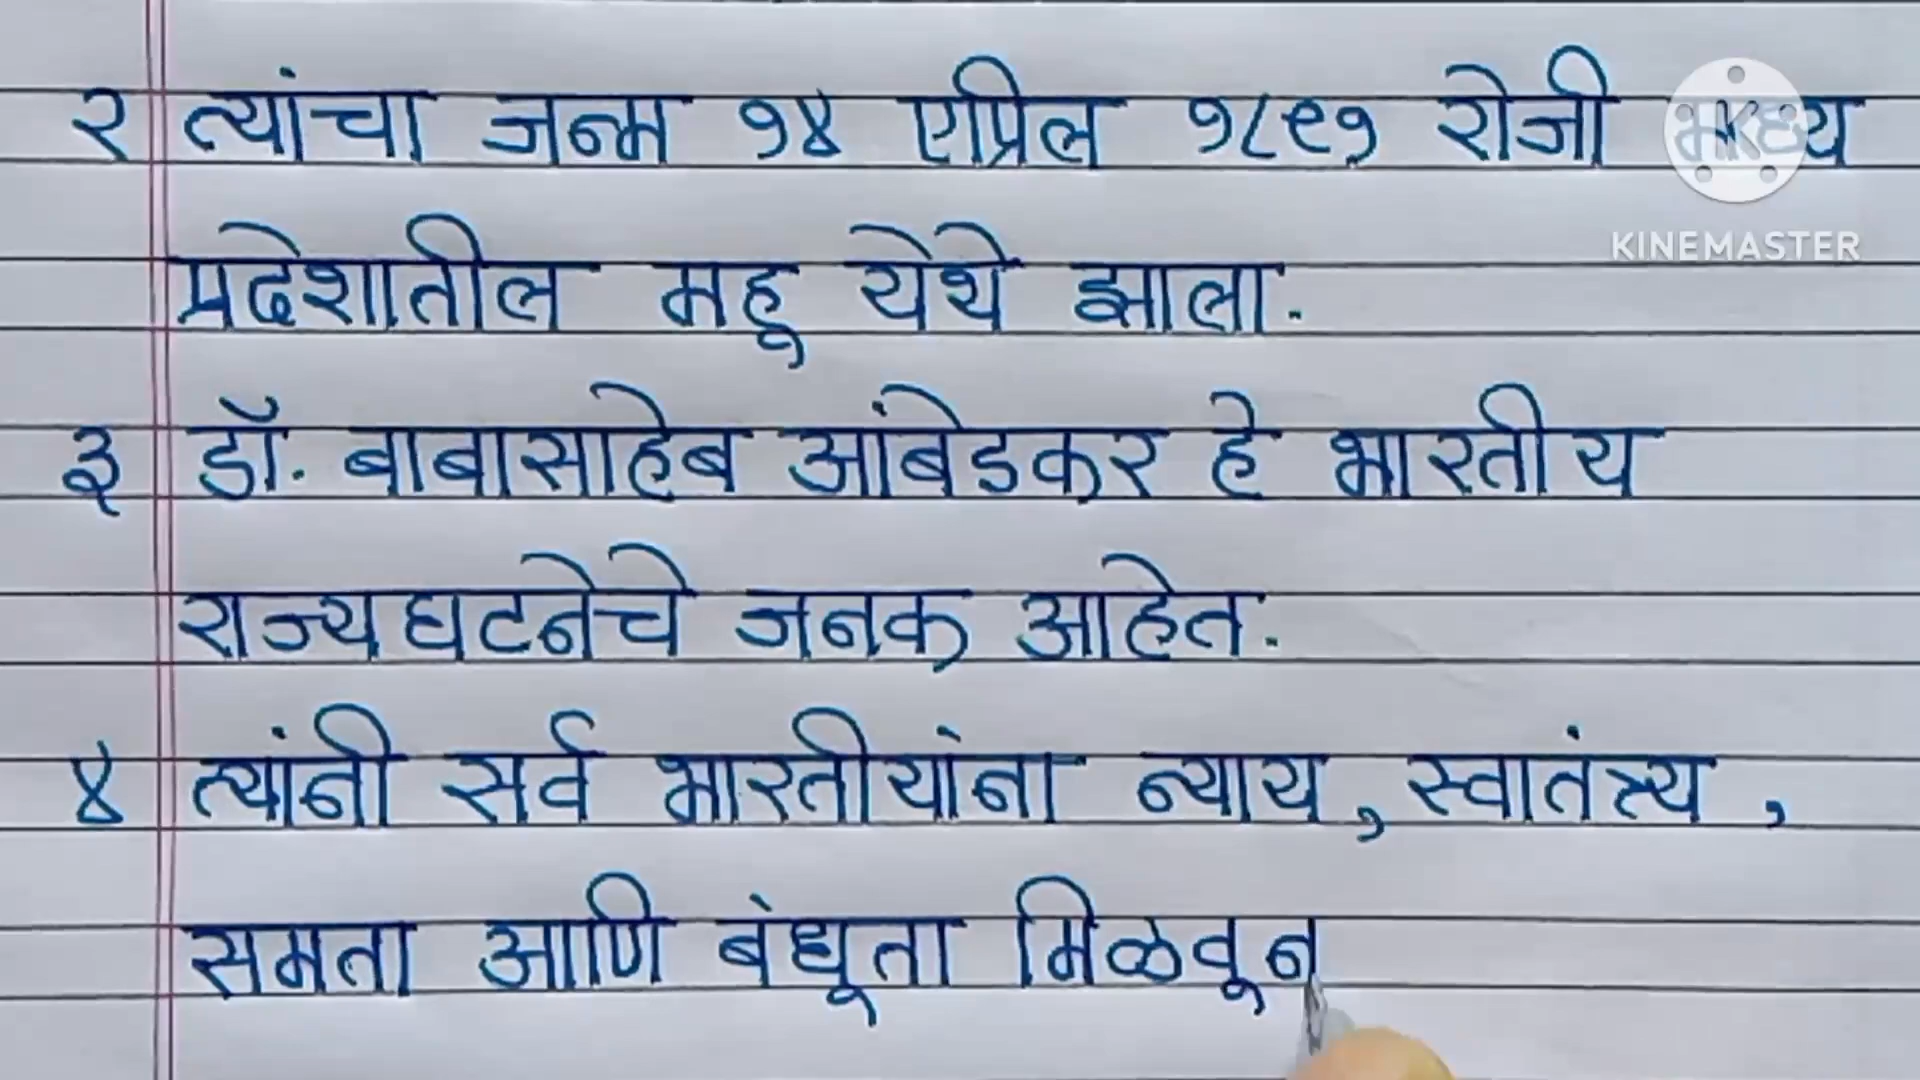 २ त्यांचा जन्म १४ एप्रिल १८९१ रोजी मध्य
KINEMASTER
प्रदेशातील महू येथे झाला.
३ डॉ. बाबासाहेब आंबेडकर हे भारतीय
राज्यघटनेचे जनक आहेत.
४ त्यांनी सर्व भारतीयांना न्याय, स्वातंत्र्य,
समता आणि बंधूता मिळवून